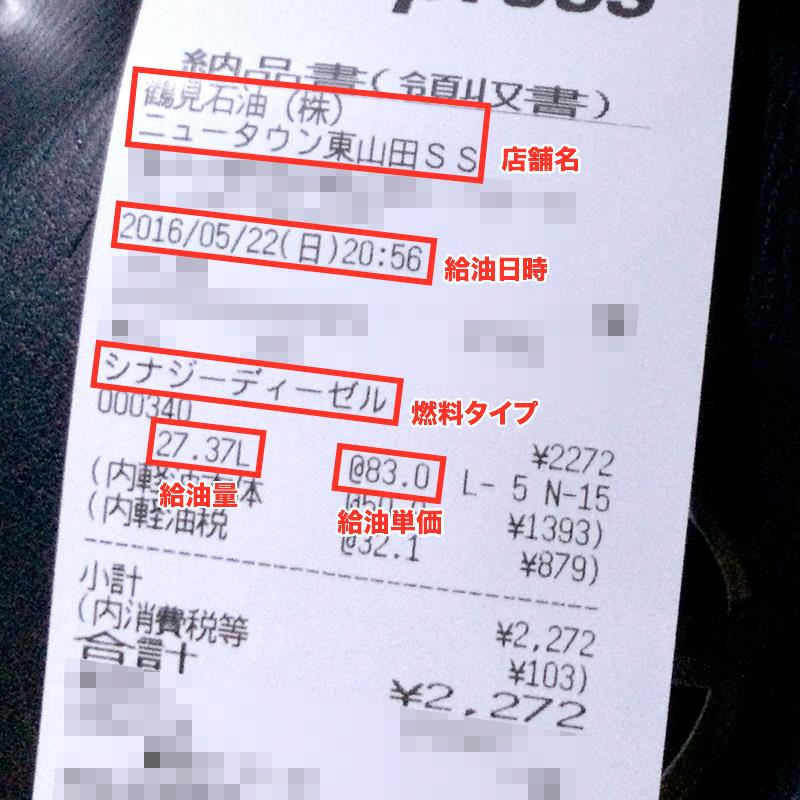 press
納品書(領収書)
鶴見石油(株)
ニュータウン東山田SS
店舗名
2016/05/22(日)20:56
給油日時
シナジーディーゼル
燃料タイプ
000340
¥2272
27.37L @83.0 L- 5 N-15
(内軽油本体 ¥1393)
給油量 給油単価
(内軽油税 @32.1 ¥879)
小計 ¥2,272
(内消費税等 ¥103)
合計 ¥2,272